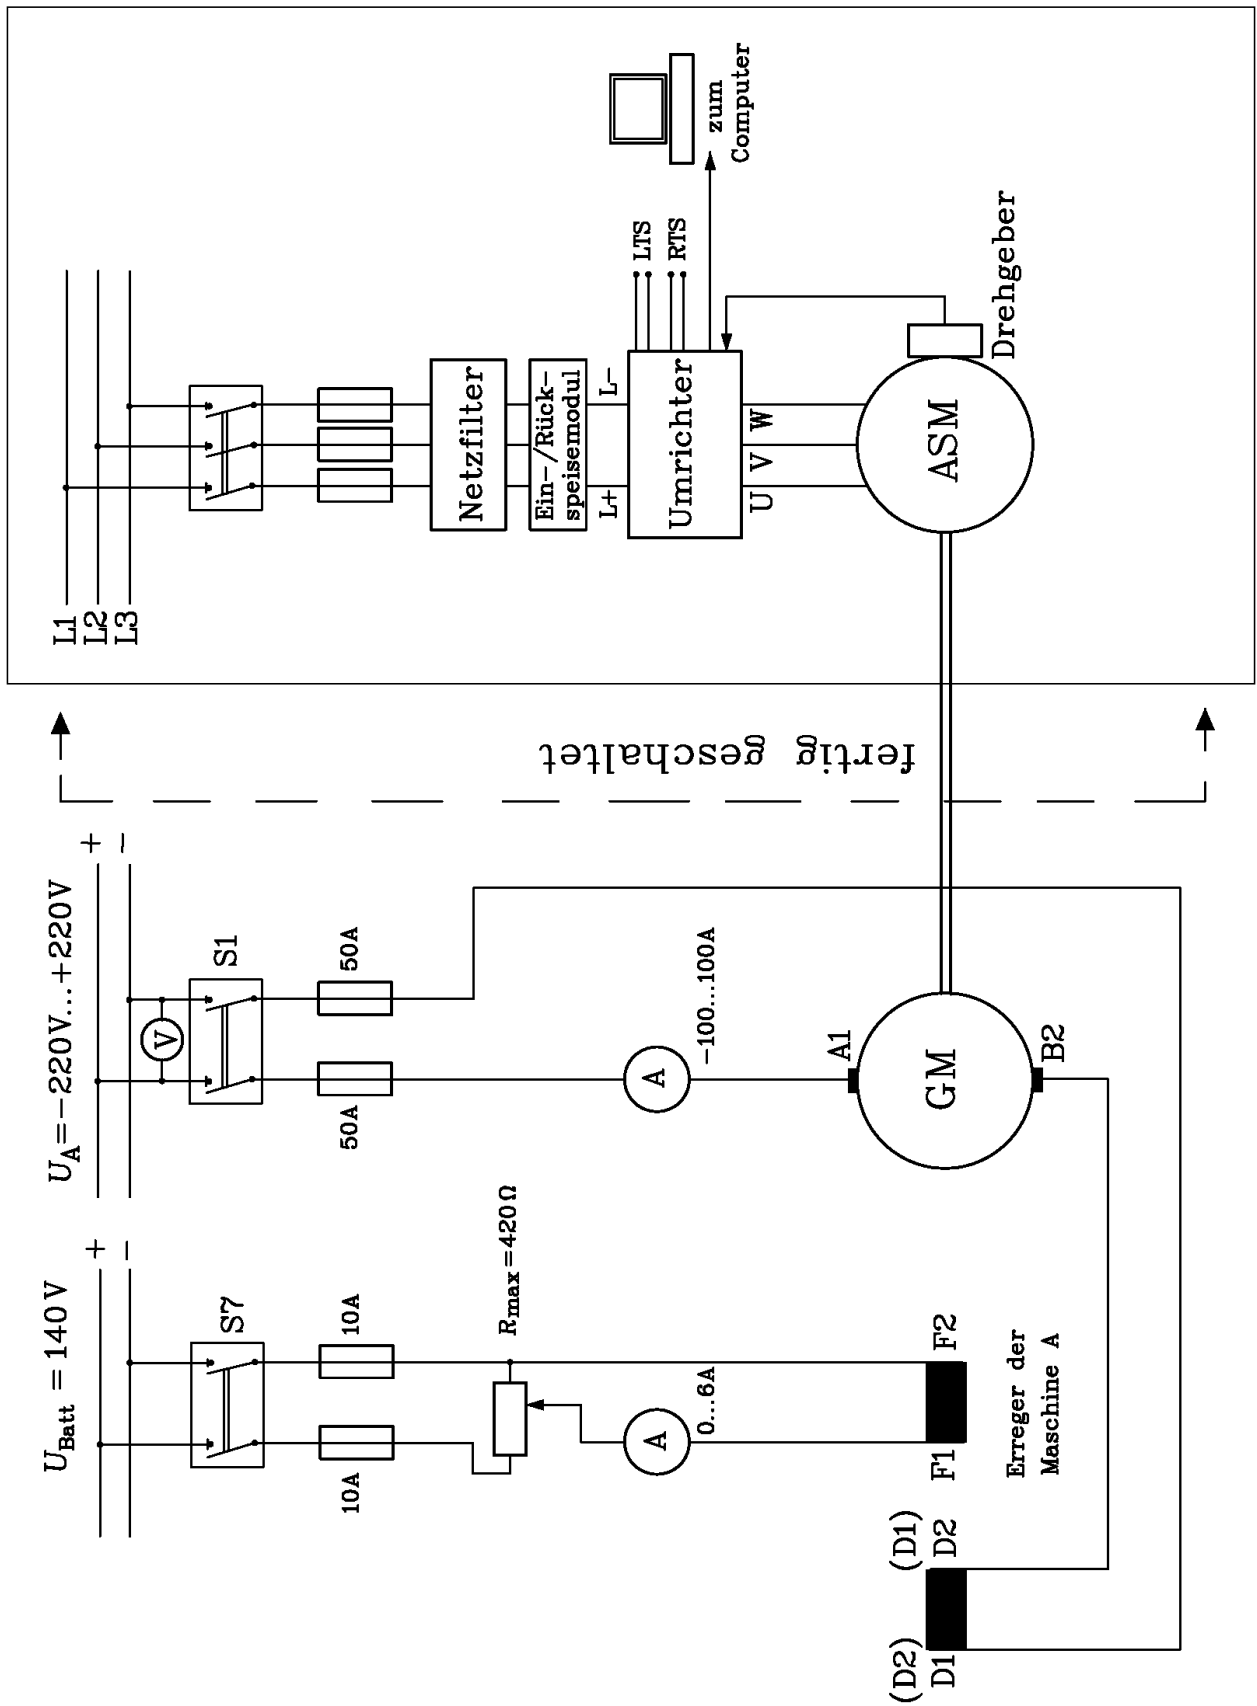 U_Batt = 140V
+
-
S7
10A
10A
R_max=420Ω
A
0...6A
F1
F2
Erreger der
Maschine A
(D2)
(D1)
D1
D2
U_A=-220V...+220V
+
-
V
S1
50A
50A
A
-100...100A
A1
GM
B2
fertig geschaltet
L1
L2
L3
Netzfilter
Ein-/Rück-
speisemodul
L+
L-
Umrichter
LTS
RTS
zum
Computer
U
V
W
ASM
Drehgeber